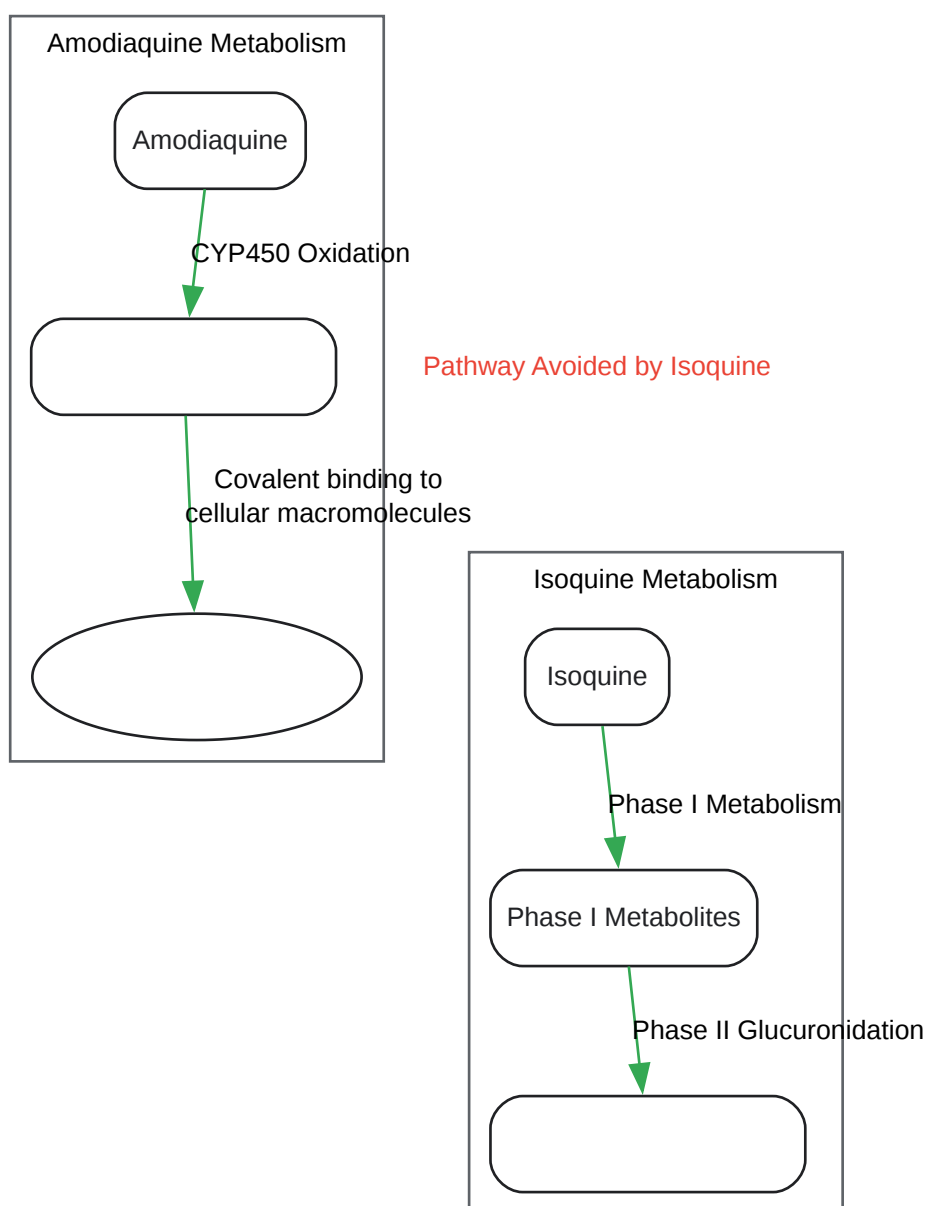 Amodiaquine Metabolism
Amodiaquine
CYP450 Oxidation
Pathway Avoided by Isoquine
Covalent binding to
cellular macromolecules
Isoquine Metabolism
Isoquine
Phase I Metabolism
Phase I Metabolites
Phase II Glucuronidation